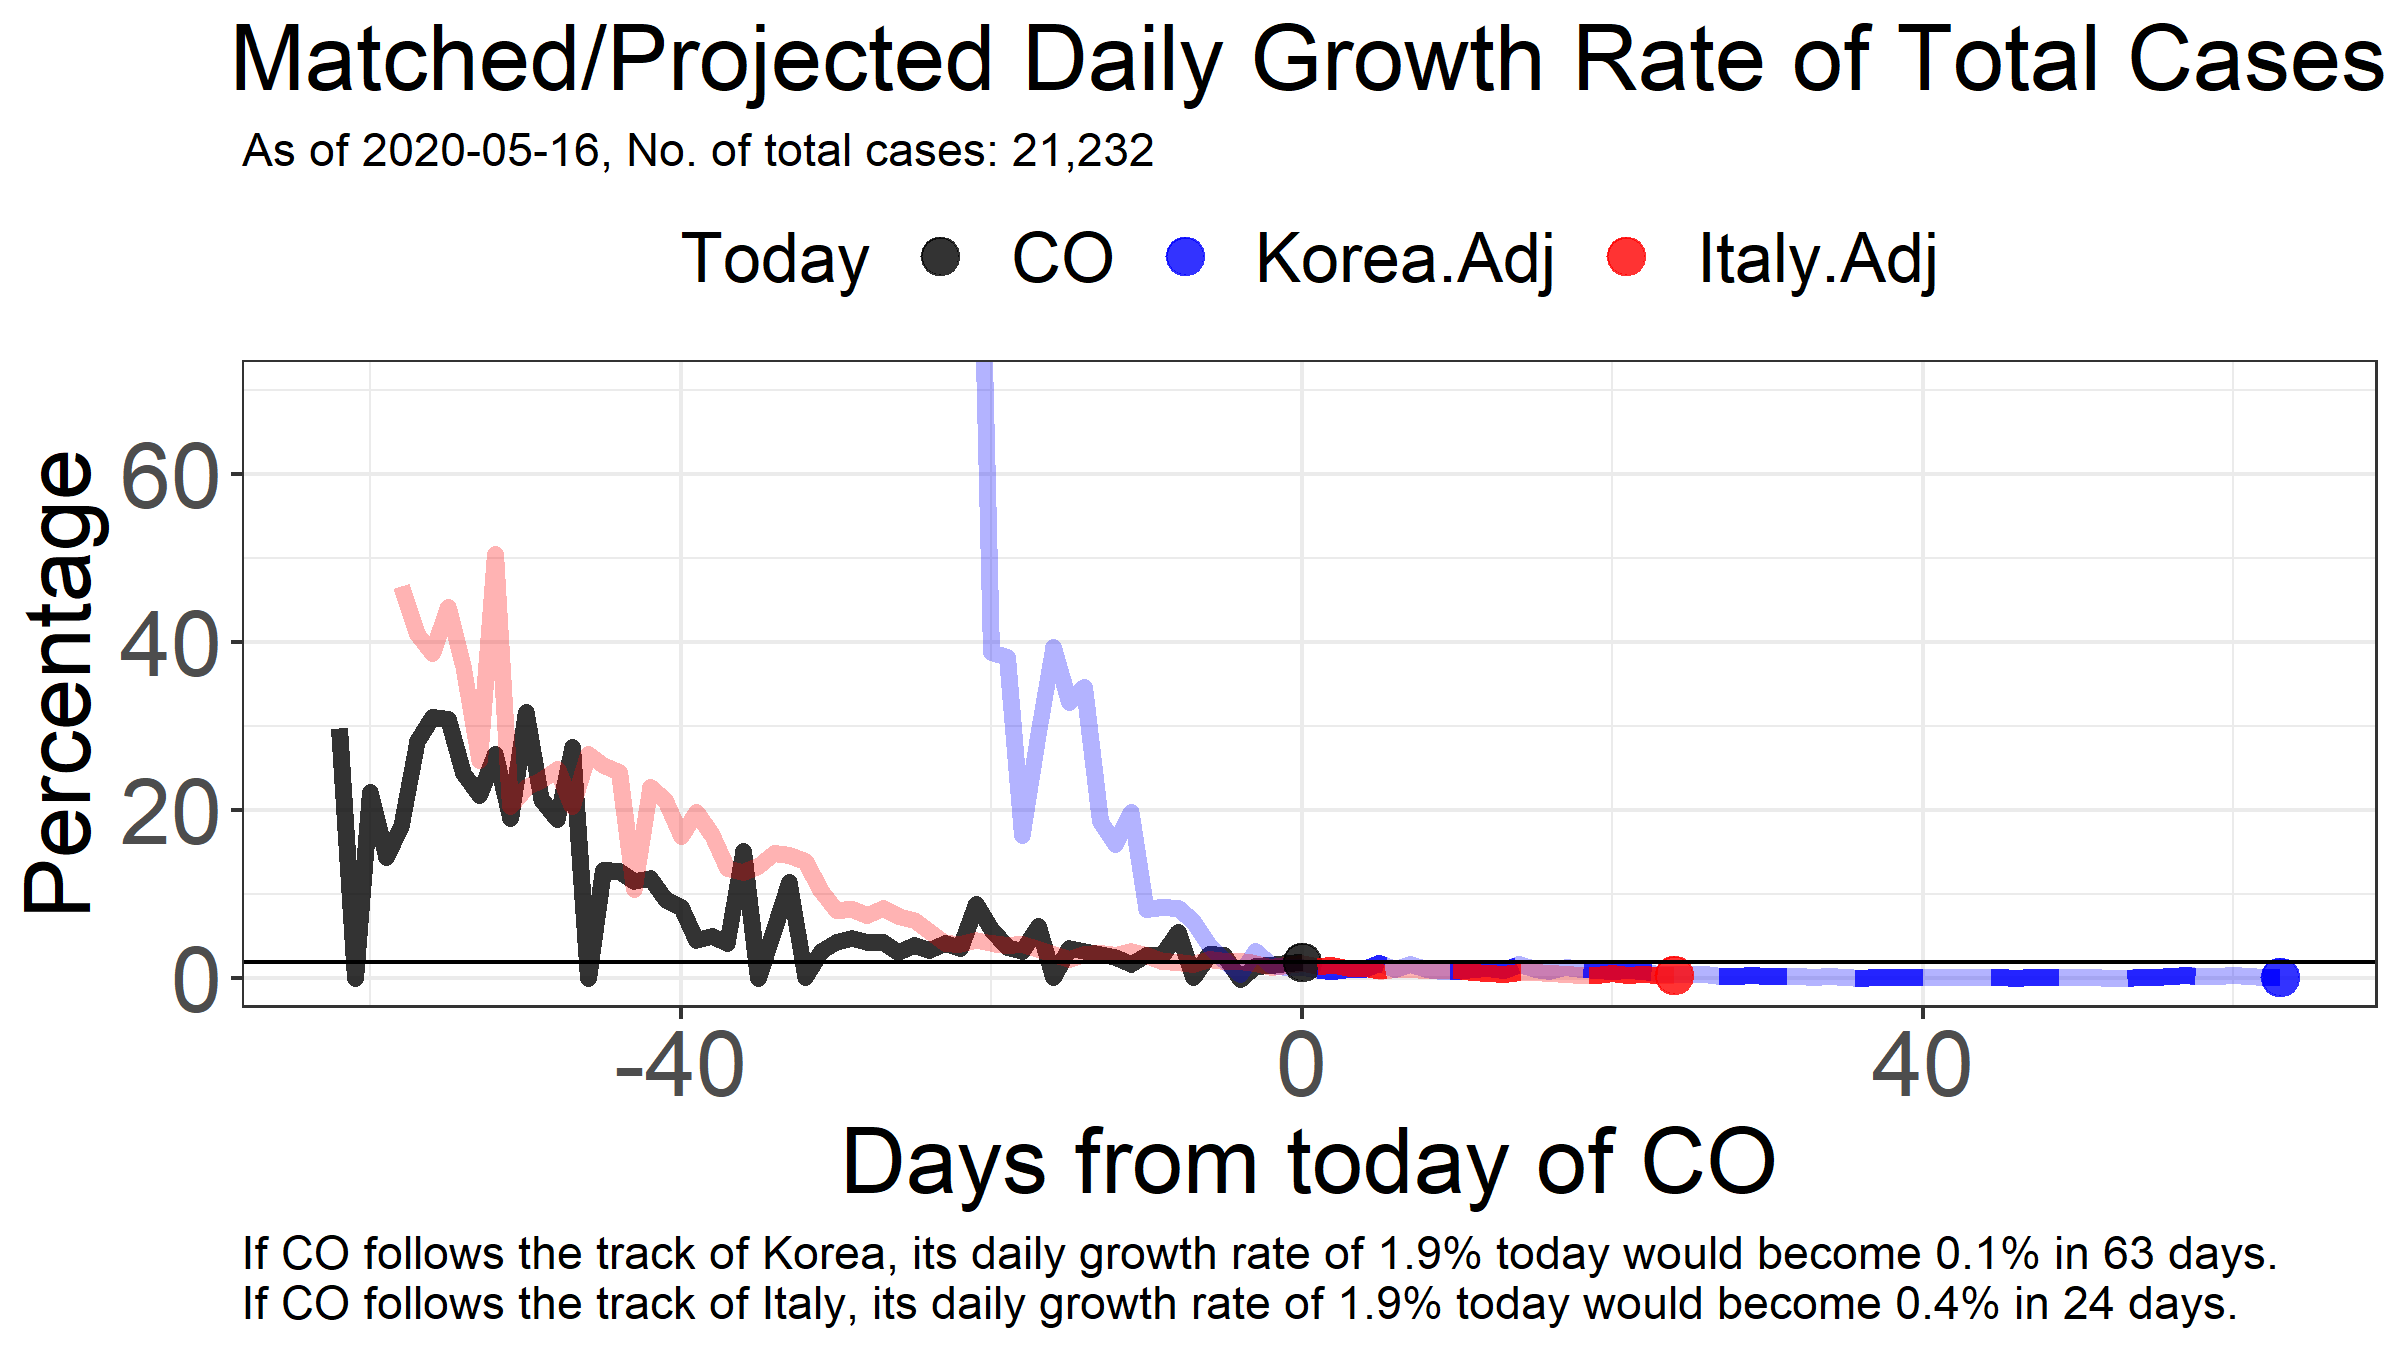 Matched/Projected Daily Growth Rate of Total Cases
As of 2020-05-16, No. of total cases: 21,232
Today CO Korea.Adj Italy.Adj
Percentage
60
40
20
0
-40 0 40
Days from today of CO
If CO follows the track of Korea, its daily growth rate of 1.9% today would become 0.1% in 63 days.
If CO follows the track of Italy, its daily growth rate of 1.9% today would become 0.4% in 24 days.